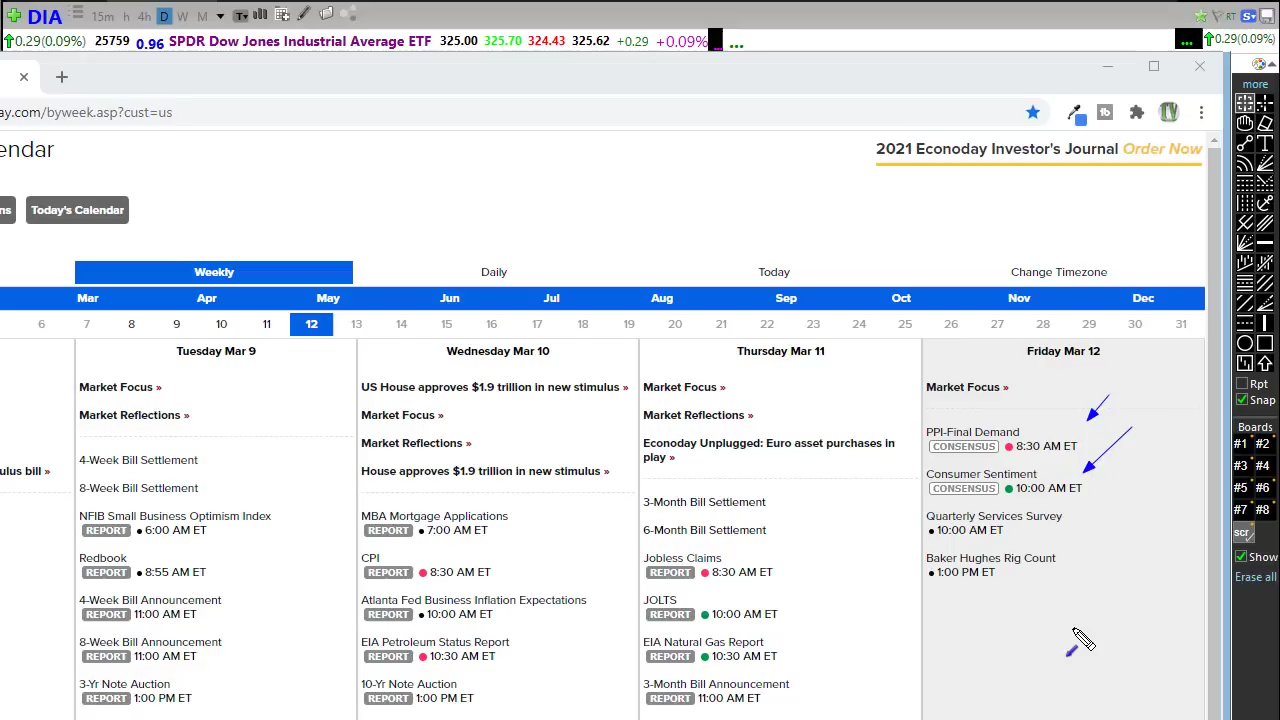 DIA 15m h 4h D W M T RT S
0.29(0.09%) 25759 0.96 SPDR Dow Jones Industrial Average ETF 325.00 325.70 324.43 325.62 +0.29 +0.09% ... ... 0.29(0.09%)
ay.com/byweek.asp?cust=us
more
endar
2021 Econoday Investor's Journal Order Now
ns Today's Calendar
Weekly Daily Today Change Timezone
Mar Apr May Jun Jul Aug Sep Oct Nov Dec
6 7 8 9 10 11 12 13 14 15 16 17 18 19 20 21 22 23 24 25 26 27 28 29 30 31
Tuesday Mar 9
Market Focus »
Market Reflections »
ulus bill »
4-Week Bill Settlement
8-Week Bill Settlement
NFIB Small Business Optimism Index
REPORT 6:00 AM ET
Redbook
REPORT 8:55 AM ET
4-Week Bill Announcement
REPORT 11:00 AM ET
8-Week Bill Announcement
REPORT 11:00 AM ET
3-Yr Note Auction
REPORT 1:00 PM ET
Wednesday Mar 10
US House approves $1.9 trillion in new stimulus »
Market Focus »
Market Reflections »
House approves $1.9 trillion in new stimulus »
MBA Mortgage Applications
REPORT 7:00 AM ET
CPI
REPORT 8:30 AM ET
Atlanta Fed Business Inflation Expectations
REPORT 10:00 AM ET
EIA Petroleum Status Report
REPORT 10:30 AM ET
10-Yr Note Auction
REPORT 1:00 PM ET
Thursday Mar 11
Market Focus »
Market Reflections »
Econoday Unplugged: Euro asset purchases in
play »
3-Month Bill Settlement
6-Month Bill Settlement
Jobless Claims
REPORT 8:30 AM ET
JOLTS
REPORT 10:00 AM ET
EIA Natural Gas Report
REPORT 10:30 AM ET
3-Month Bill Announcement
REPORT 11:00 AM ET
Friday Mar 12
Market Focus »
PPI-Final Demand
CONSENSUS 8:30 AM ET
Consumer Sentiment
CONSENSUS 10:00 AM ET
Quarterly Services Survey
10:00 AM ET
Baker Hughes Rig Count
1:00 PM ET
Rpt
Snap
Boards
#1 #2
#3 #4
#5 #6
#7 #8
scr
Show
Erase all